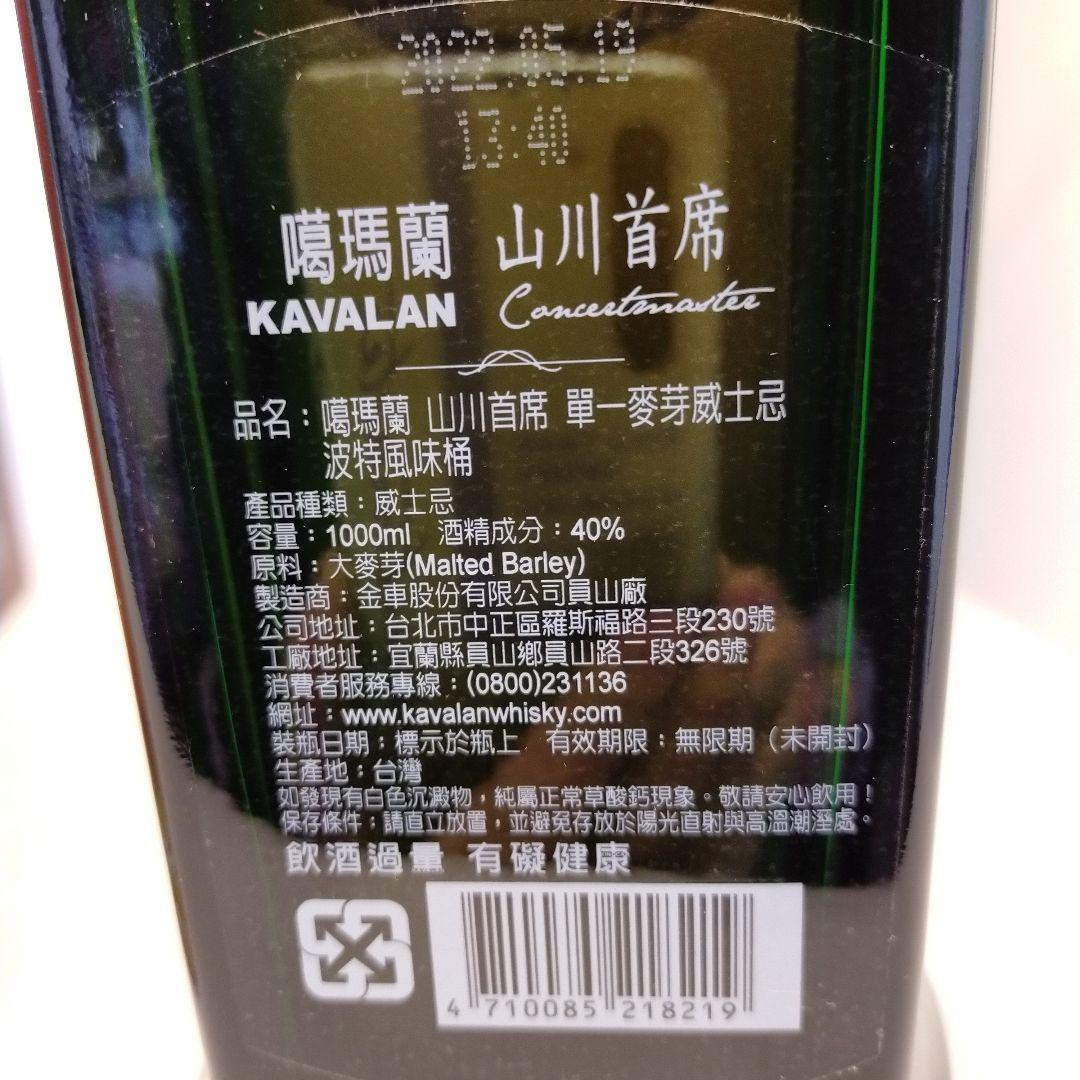 2022.05.19
13:40
噶瑪蘭 山川首席
KAVALAN Concertmaster
品名：噶瑪蘭 山川首席 單一麥芽威士忌
波特風味桶
產品種類：威士忌
容量：1000ml 酒精成分：40%
原料：大麥芽(Malted Barley)
製造商：金車股份有限公司員山廠
公司地址：台北市中正區羅斯福路三段230號
工廠地址：宜蘭縣員山鄉員山路二段326號
消費者服務專線：(0800)231136
網址：www.kavalanwhisky.com
裝瓶日期：標示於瓶上 有效期限：無限期（未開封）
生產地：台灣
如發現有白色沉澱物，純屬正常草酸鈣現象。敬請安心飲用！
保存條件：請直立放置，並避免存放於陽光直射與高溫潮溼處。
飲酒過量 有礙健康
4 710085 218219